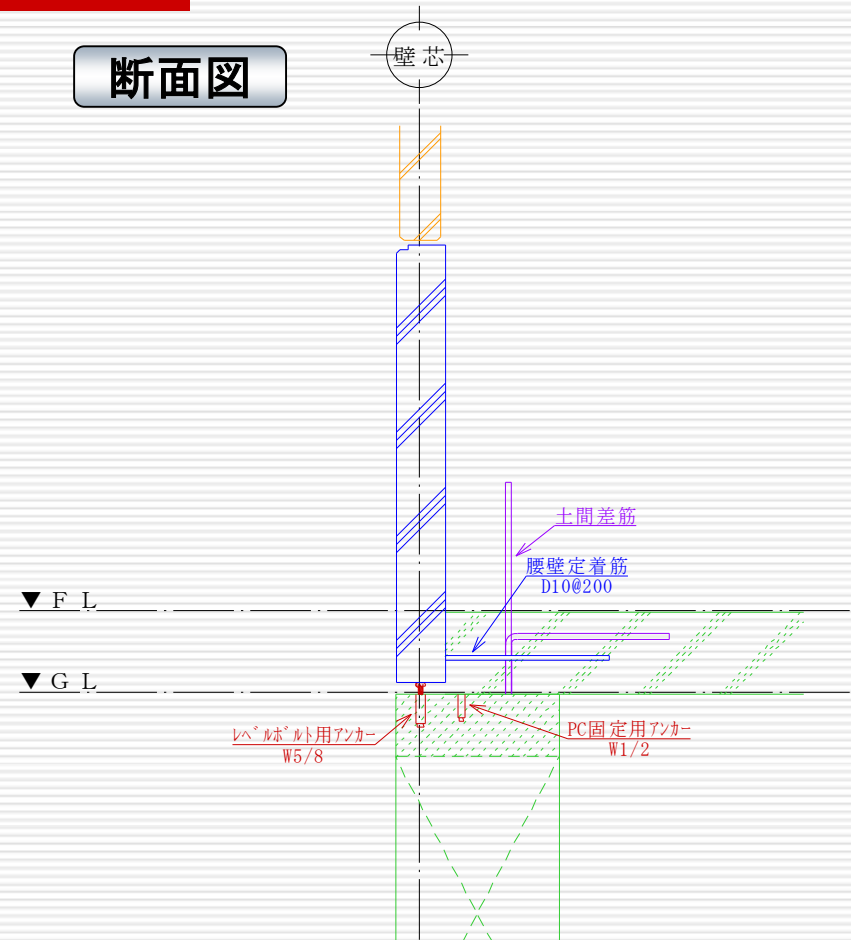 壁芯
断面図
土間差筋
腰壁定着筋
D10@200
▼ＦＬ
▼ＧＬ
ﾚﾍﾞﾙﾎﾞﾙﾄ用ｱﾝｶｰ
W5/8
PC固定用ｱﾝｶｰ
W1/2